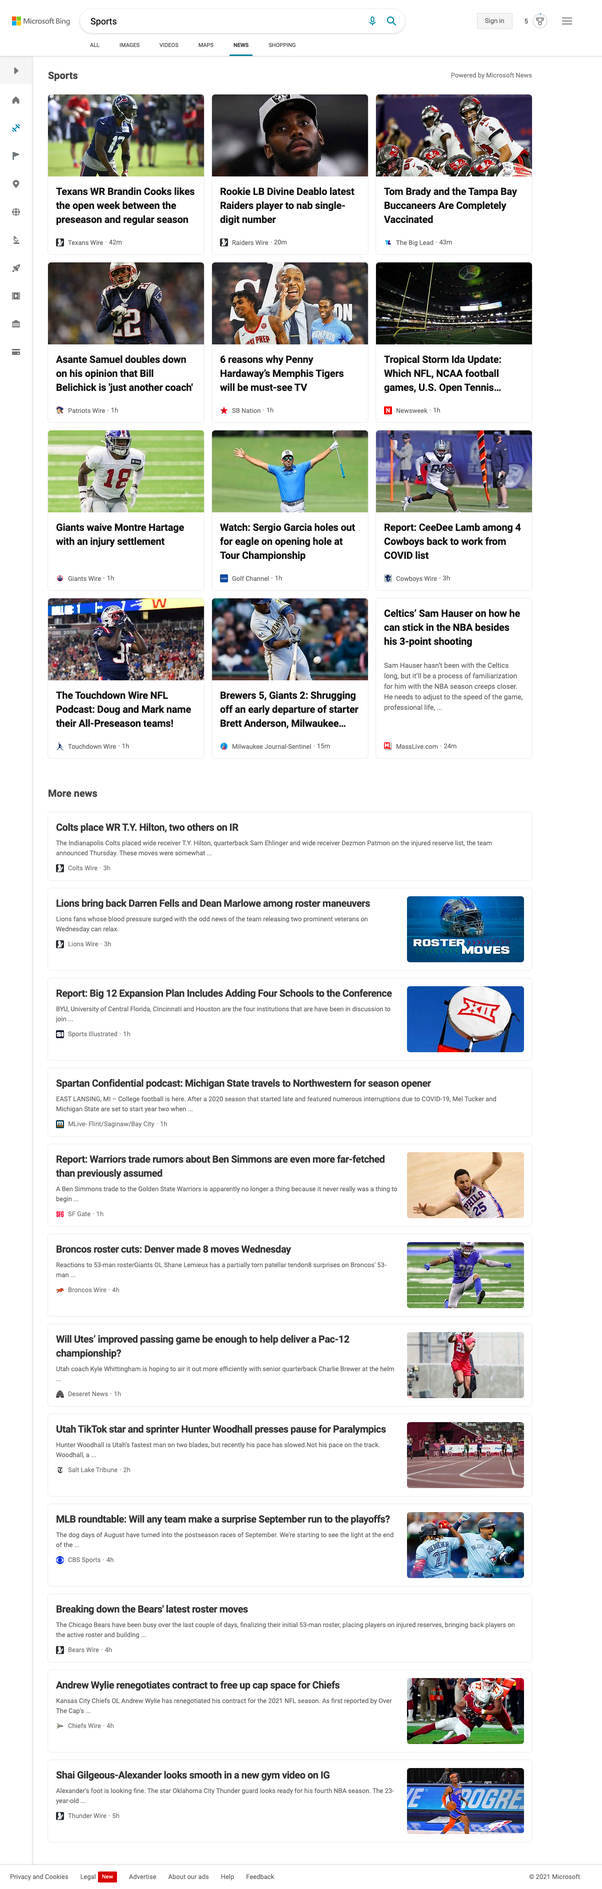 Microsoft Bing
Sports
Sign in
5
ALL
IMAGES
VIDEOS
MAPS
NEWS
SHOPPING
Sports
Powered by Microsoft News
Texans WR Brandin Cooks likes
the open week between the
preseason and regular season
Texans Wire · 42m
Rookie LB Divine Deablo latest
Raiders player to nab single-
digit number
Raiders Wire · 20m
Tom Brady and the Tampa Bay
Buccaneers Are Completely
Vaccinated
The Big Lead · 43m
Asante Samuel doubles down
on his opinion that Bill
Belichick is 'just another coach'
Patriots Wire · 1h
6 reasons why Penny
Hardaway's Memphis Tigers
will be must-see TV
SB Nation · 1h
Tropical Storm Ida Update:
Which NFL, NCAA football
games, U.S. Open Tennis...
Newsweek · 1h
18
Giants waive Montre Hartage
with an injury settlement
Giants Wire · 1h
Watch: Sergio Garcia holes out
for eagle on opening hole at
Tour Championship
Golf Channel · 1h
Report: CeeDee Lamb among 4
Cowboys back to work from
COVID list
Cowboys Wire · 3h
The Touchdown Wire NFL
Podcast: Doug and Mark name
their All-Preseason teams!
Touchdown Wire · 1h
Brewers 5, Giants 2: Shrugging
off an early departure of starter
Brett Anderson, Milwaukee...
Milwaukee Journal-Sentinel · 15m
Celtics' Sam Hauser on how he
can stick in the NBA besides
his 3-point shooting
Sam Hauser hasn't been with the Celtics
long, but it'll be a process of familiarization
for him with the NBA season creeps closer.
He needs to adjust to the speed of the game,
professional life, ...
MassLive.com · 24m
More news
Colts place WR T.Y. Hilton, two others on IR
The Indianapolis Colts placed wide receiver T.Y. Hilton, quarterback Sam Ehlinger and wide receiver Dezmon Patmon on the injured reserve list, the team
announced Thursday. These moves were somewhat ...
Colts Wire · 3h
Lions bring back Darren Fells and Dean Marlowe among roster maneuvers
Lions fans whose blood pressure surged with the odd news of the team releasing two prominent veterans on
Wednesday can relax.
Lions Wire · 3h
ROSTER
MOVES
Report: Big 12 Expansion Plan Includes Adding Four Schools to the Conference
BYU, University of Central Florida, Cincinnati and Houston are the four institutions that are have been in discussion to
join ...
Sports Illustrated · 1h
XII
Spartan Confidential podcast: Michigan State travels to Northwestern for season opener
EAST LANSING, MI – College football is here. After a 2020 season that started late and featured numerous interruptions due to COVID-19, Mel Tucker and
Michigan State are set to start year two when ...
MLive- Flint/Saginaw/Bay City · 1h
Report: Warriors trade rumors about Ben Simmons are even more far-fetched
than previously assumed
A Ben Simmons trade to the Golden State Warriors is apparently no longer a thing because it never really was a thing to
begin ...
SF Gate · 1h
PHILA
25
Broncos roster cuts: Denver made 8 moves Wednesday
Reactions to 53-man rosterGiants OL Shane Lemieux has a partially torn patellar tendon8 surprises on Broncos' 53-
man ...
Broncos Wire · 4h
Will Utes' improved passing game be enough to help deliver a Pac-12
championship?
Utah coach Kyle Whittingham is hoping to air it out more efficiently with senior quarterback Charlie Brewer at the helm
...
Deseret News · 1h
Utah TikTok star and sprinter Hunter Woodhall presses pause for Paralympics
Hunter Woodhall is Utah's fastest man on two blades, but recently his pace has slowed.Not his pace on the track.
Woodhall, a ...
Salt Lake Tribune · 2h
MLB roundtable: Will any team make a surprise September run to the playoffs?
The dog days of August have turned into the postseason races of September. We're starting to see the light at the end
of the ...
CBS Sports · 4h
Breaking down the Bears' latest roster moves
The Chicago Bears have been busy over the last couple of days, finalizing their initial 53-man roster, placing players on injured reserves, bringing back players on
the active roster and building ...
Bears Wire · 4h
Andrew Wylie renegotiates contract to free up cap space for Chiefs
Kansas City Chiefs OL Andrew Wylie has renegotiated his contract for the 2021 NFL season. As first reported by Over
The Cap's ...
Chiefs Wire · 4h
Shai Gilgeous-Alexander looks smooth in a new gym video on IG
Alexander's foot is looking fine. The star Oklahoma City Thunder guard looks ready for his fourth NBA season. The 23-
year-old ...
Thunder Wire · 5h
Privacy and Cookies
Legal
New
Advertise
About our ads
Help
Feedback
© 2021 Microsoft